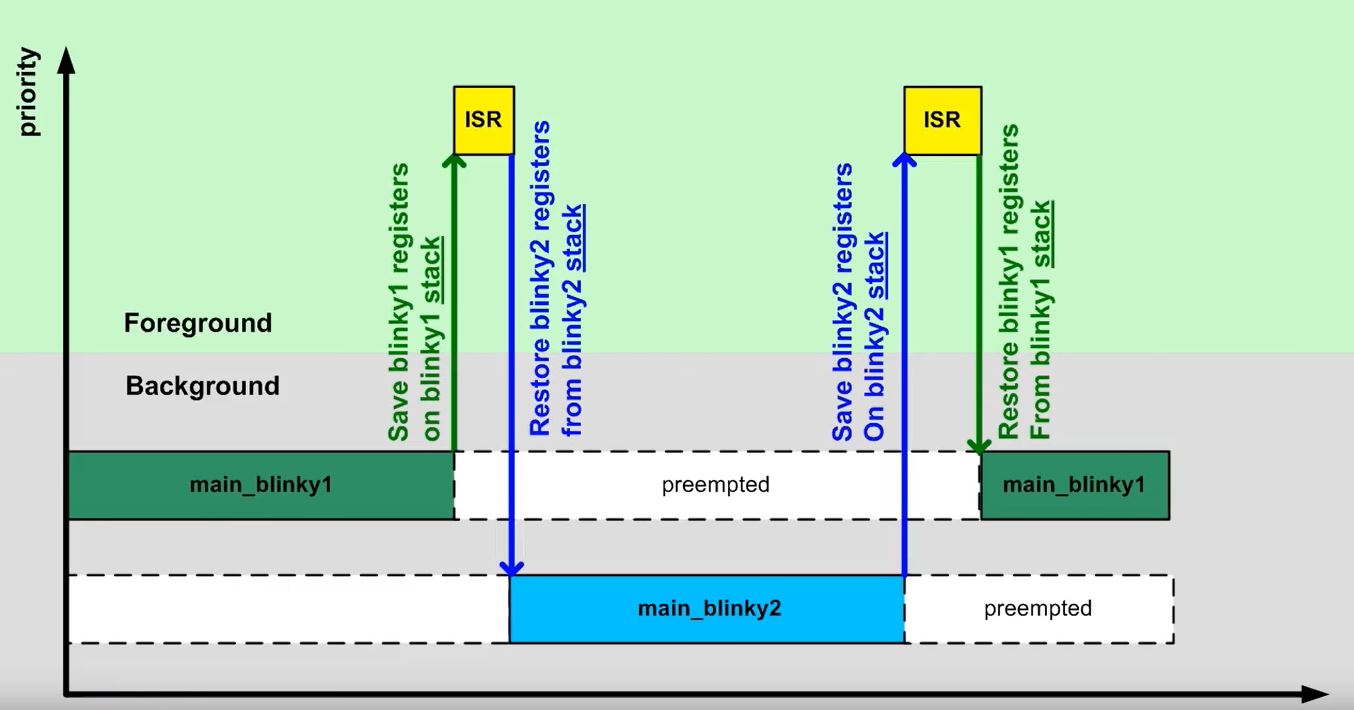 priority
ISR
ISR
Save blinky1 registers
on blinky1 stack
Restore blinky2 registers
from blinky2 stack
Save blinky2 registers
On blinky2 stack
Restore blinky1 registers
From blinky1 stack
Foreground
Background
main_blinky1
preempted
main_blinky1
main_blinky2
preempted